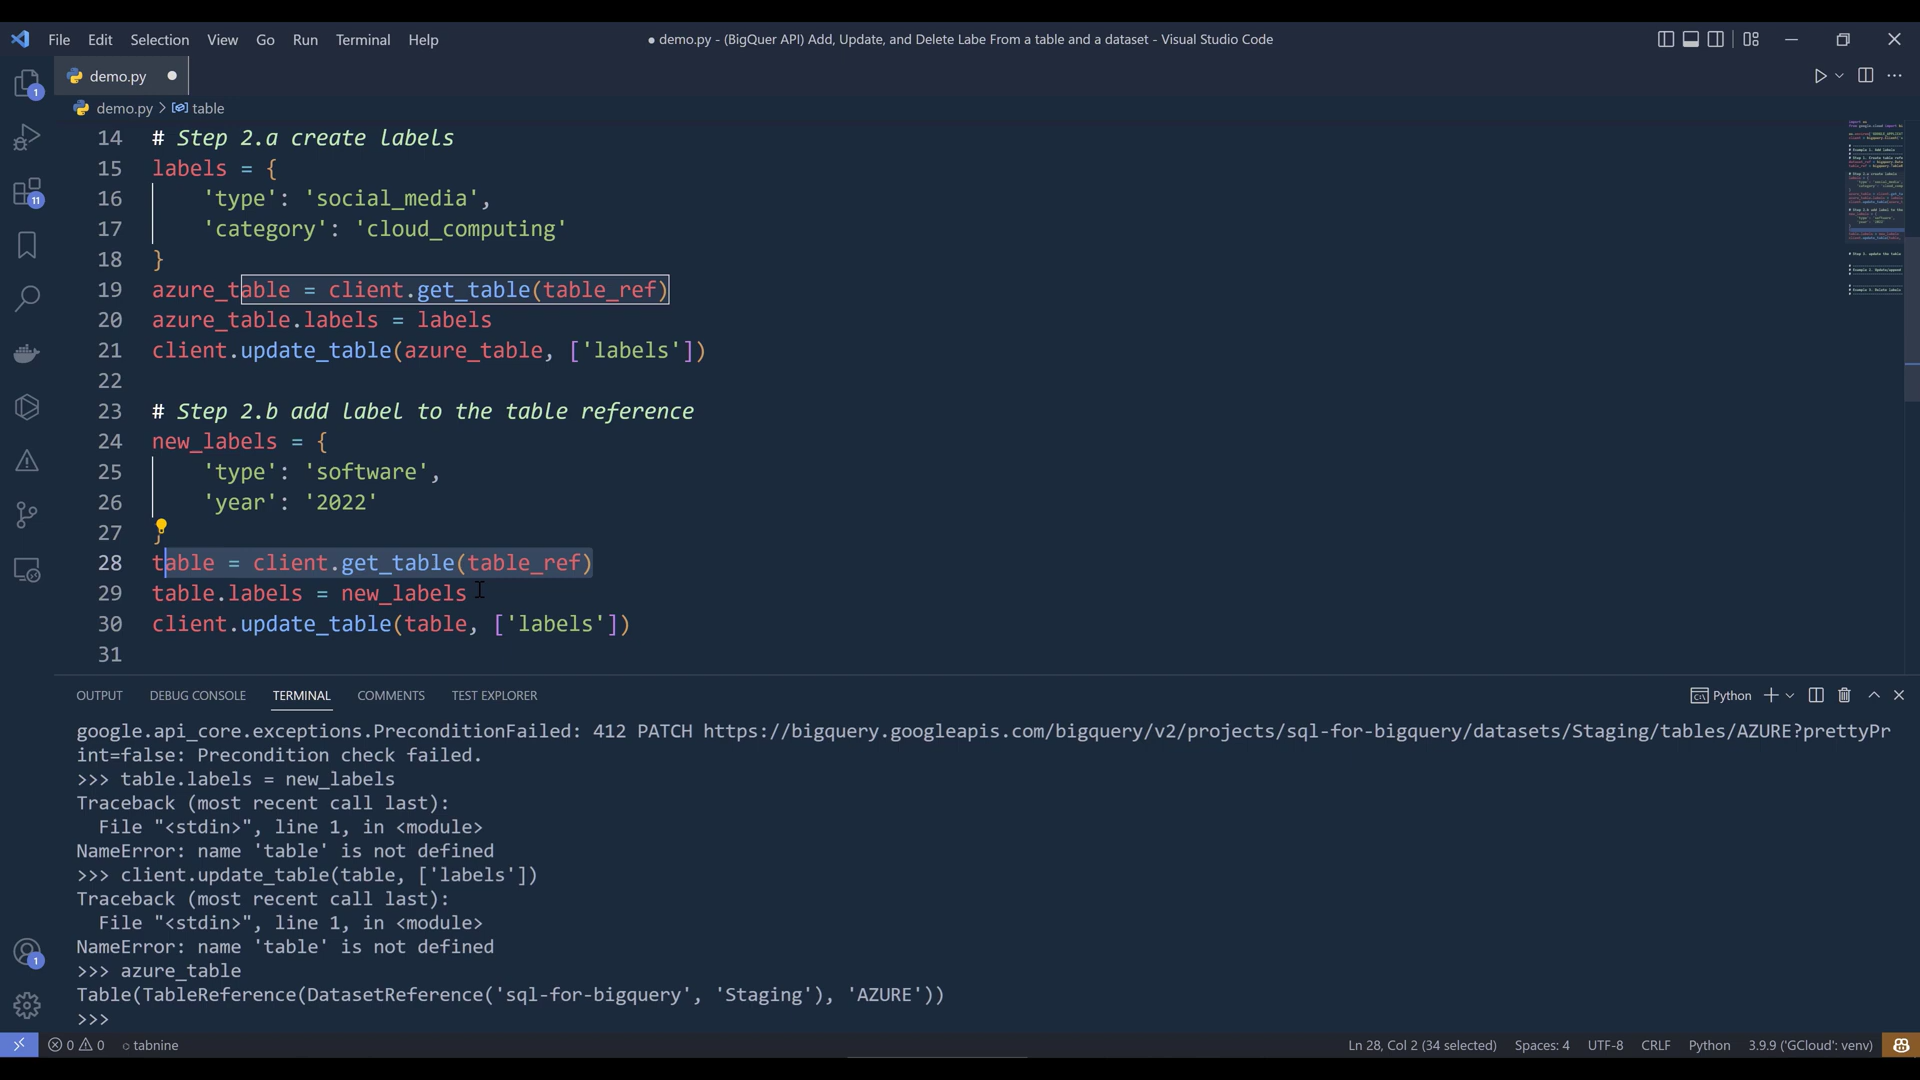 File Edit Selection View Go Run Terminal Help
● demo.py - (BigQuer API) Add, Update, and Delete Labe From a table and a dataset - Visual Studio Code
demo.py
demo.py > table
14 # Step 2.a create labels
15 labels = {
16 'type': 'social_media',
17 'category': 'cloud_computing'
18 }
19 azure_table = client.get_table(table_ref)
20 azure_table.labels = labels
21 client.update_table(azure_table, ['labels'])
22
23 # Step 2.b add label to the table reference
24 new_labels = {
25 'type': 'software',
26 'year': '2022'
27 }
28 table = client.get_table(table_ref)
29 table.labels = new_labels
30 client.update_table(table, ['labels'])
31
1
11
1
OUTPUT DEBUG CONSOLE TERMINAL COMMENTS TEST EXPLORER
Python
google.api_core.exceptions.PreconditionFailed: 412 PATCH https://bigquery.googleapis.com/bigquery/v2/projects/sql-for-bigquery/datasets/Staging/tables/AZURE?prettyPr
int=false: Precondition check failed.
>>> table.labels = new_labels
Traceback (most recent call last):
File "<stdin>", line 1, in <module>
NameError: name 'table' is not defined
>>> client.update_table(table, ['labels'])
Traceback (most recent call last):
File "<stdin>", line 1, in <module>
NameError: name 'table' is not defined
>>> azure_table
Table(TableReference(DatasetReference('sql-for-bigquery', 'Staging'), 'AZURE'))
>>>
0 0 tabnine
Ln 28, Col 2 (34 selected) Spaces: 4 UTF-8 CRLF Python 3.9.9 ('GCloud': venv)